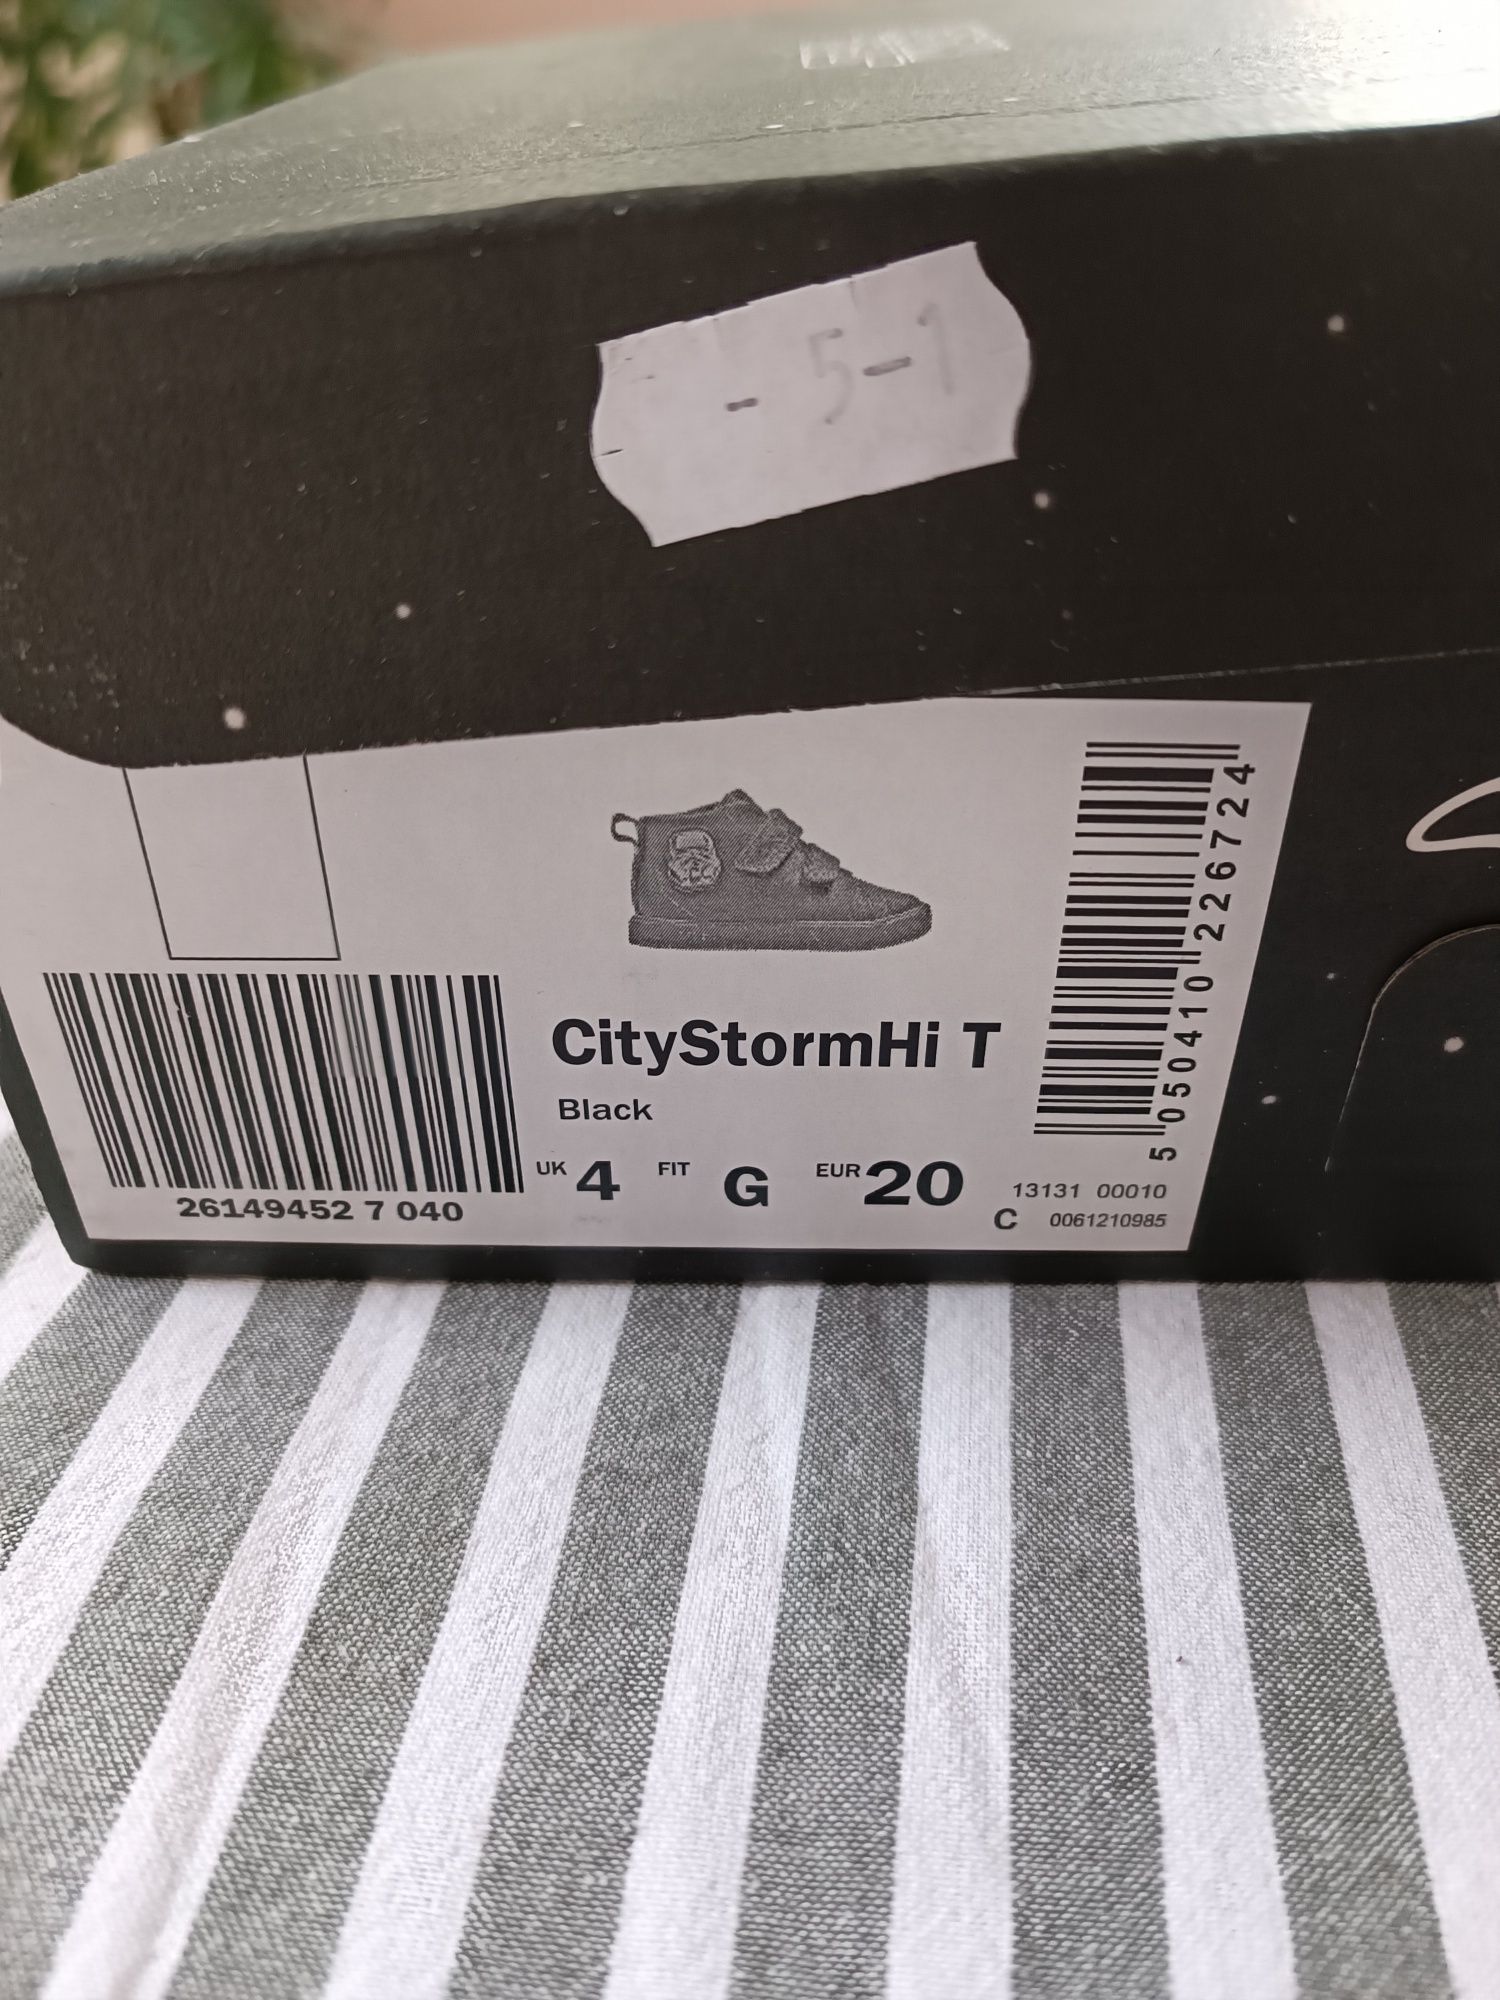 - 5-1
CityStormHi T
Black
UK 4 FIT G EUR 20
26149452 7 040
13131 00010
C 0061210985
5 050410 226724